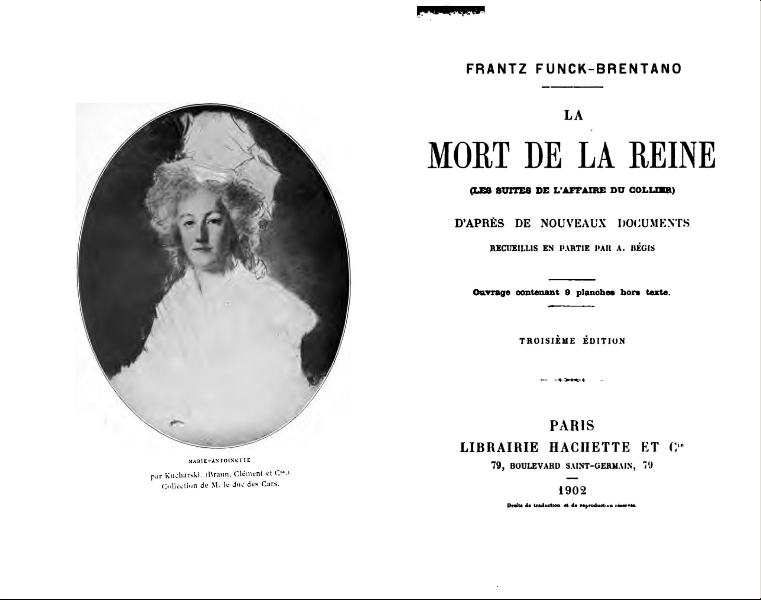 MARIE-ANTOINETTE
par Kucharski. (Braun, Clément et Cie.)
Collection de M. le duc des Cars.
FRANTZ FUNCK-BRENTANO
LA
MORT DE LA REINE
(LES SUITES DE L'AFFAIRE DU COLLIER)
D'APRÈS DE NOUVEAUX DOCUMENTS
RECUEILLIS EN PARTIE PAR A. BÉGIS
Ouvrage contenant 9 planches hors texte.
TROISIÈME ÉDITION
PARIS
LIBRAIRIE HACHETTE ET Cie
79, BOULEVARD SAINT-GERMAIN, 79
1902
Droits de traduction et de reproduction réservés.